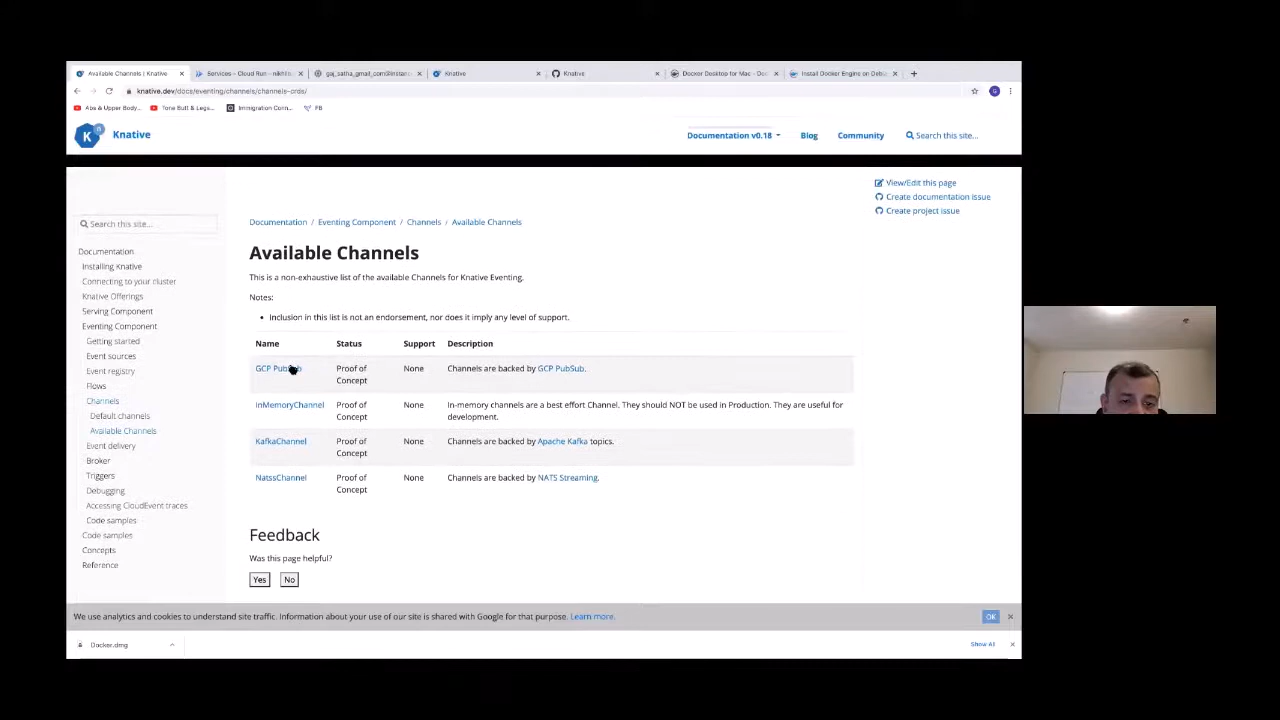 Available Channels | Knative
Services – Cloud Run – nikhil
gaj_satha_gmail_com@instan
Knative
Knative
Docker Desktop for Mac - Doc
Install Docker Engine on Debi
knative.dev/docs/eventing/channels/channels-crds/
Abs & Upper Body...
Tone Butt & Legs...
Immigration Conn...
FB
Knative
Documentation v0.18
Blog
Community
Search this site...
Search this site...
Documentation
Installing Knative
Connecting to your cluster
Knative Offerings
Serving Component
Eventing Component
Getting started
Event sources
Event registry
Flows
Channels
Default channels
Available Channels
Event delivery
Broker
Triggers
Debugging
Accessing CloudEvent traces
Code samples
Code samples
Concepts
Reference
Documentation / Eventing Component / Channels / Available Channels
Available Channels
This is a non-exhaustive list of the available Channels for Knative Eventing.
Notes:
• Inclusion in this list is not an endorsement, nor does it imply any level of support.
Name Status Support Description
GCP PubSub Proof of Concept None Channels are backed by GCP PubSub.
InMemoryChannel Proof of Concept None In-memory channels are a best effort Channel. They should NOT be used in Production. They are useful for development.
KafkaChannel Proof of Concept None Channels are backed by Apache Kafka topics.
NatssChannel Proof of Concept None Channels are backed by NATS Streaming.
Feedback
Was this page helpful?
Yes No
View/Edit this page
Create documentation issue
Create project issue
We use analytics and cookies to understand site traffic. Information about your use of our site is shared with Google for that purpose. Learn more.
OK
Docker.dmg
Show All